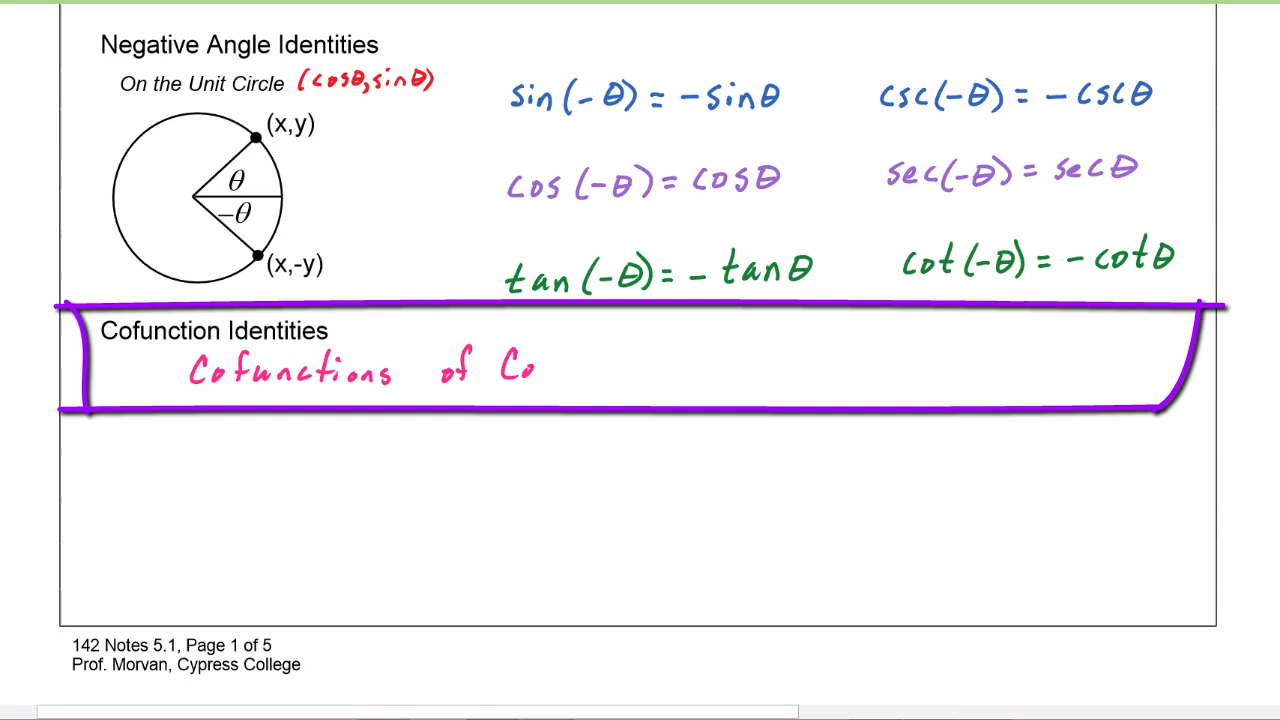 Negative Angle Identities
On the Unit Circle (cosθ, sinθ)
sin(-θ) = -sinθ
csc(-θ) = -cscθ
(x,y)
θ
cos(-θ) = cosθ
sec(-θ) = secθ
-θ
(x,-y)
tan(-θ) = -tanθ
cot(-θ) = -cotθ
Cofunction Identities
Cofunctions of Co
142 Notes 5.1, Page 1 of 5
Prof. Morvan, Cypress College